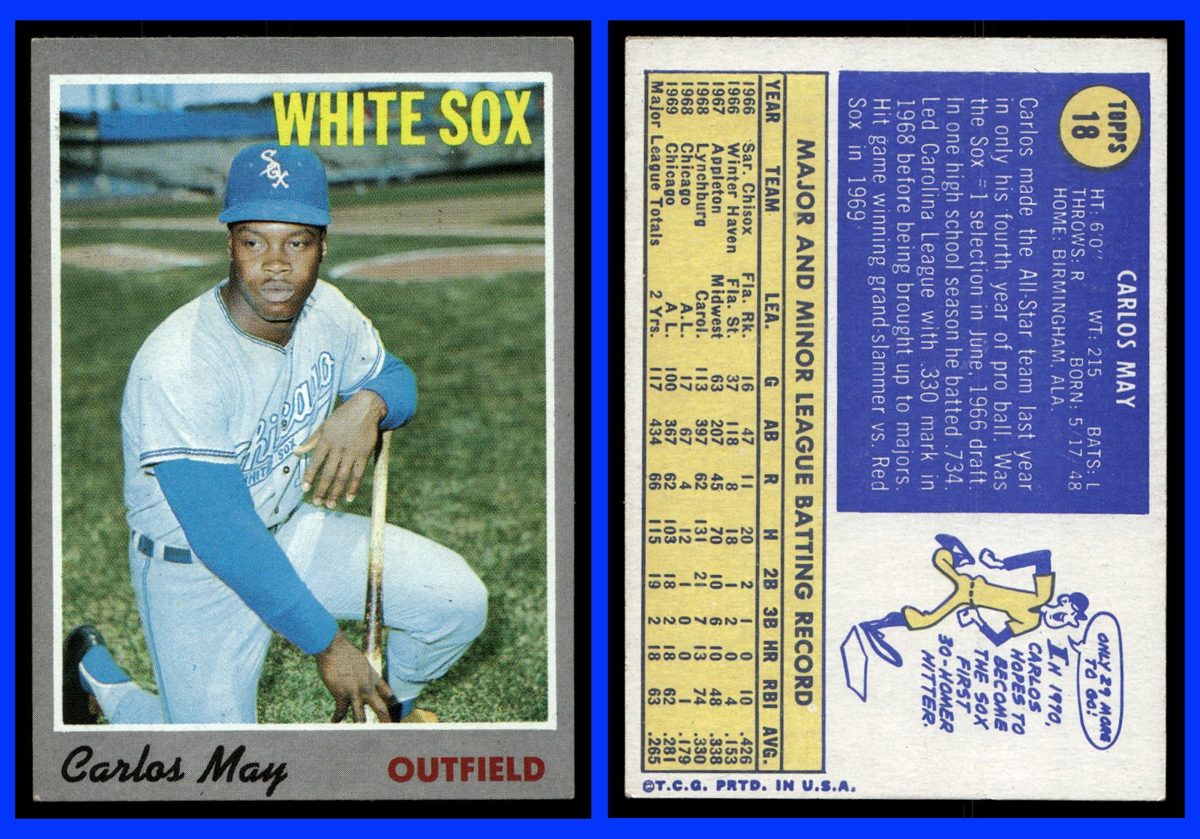 WHITE SOX
SOX
Chicago
WHITE SOX
Carlos May
OUTFIELD
TOPPS
18
CARLOS MAY
HT: 6'0" WT: 215 BATS: L
THROWS: R BORN: 5 17 48
HOME: BIRMINGHAM, ALA.
Carlos made the All-Star team last year
in only his fourth year of pro ball. Was
the Sox #1 selection in June, 1966 draft
In one high school season he batted .734.
Led Carolina League with .330 mark in
1968 before being brought up to majors.
Hit game winning grand-slammer vs. Red
Sox in 1969
ONLY 29 MORE TO GO!
IN 1970,
CARLOS
HOPES TO
BECOME
THE SOX
FIRST
30-HOMER
HITTER.
MAJOR AND MINOR LEAGUE BATTING RECORD
YEAR TEAM LEA. G AB R H 2B 3B HR RBI AVG.
1966 Sar. Chisox Fla. Rk. 16 47 11 20 2 1 0 10 .426
1966 Winter Haven Fla. St. 37 118 8 18 1 0 0 4 .153
1967 Appleton Midwest 63 207 45 70 10 6 10 48 .338
1968 Lynchburg Carol. 113 397 62 131 21 7 13 74 .330
1968 Chicago A.L. 17 67 4 12 1 0 0 1 .179
1969 Chicago A.L. 100 367 62 103 18 2 18 62 .281
Major League Totals 2 Yrs. 117 434 66 115 19 2 18 63 .265
©T.C.G. PRTD. IN U.S.A.